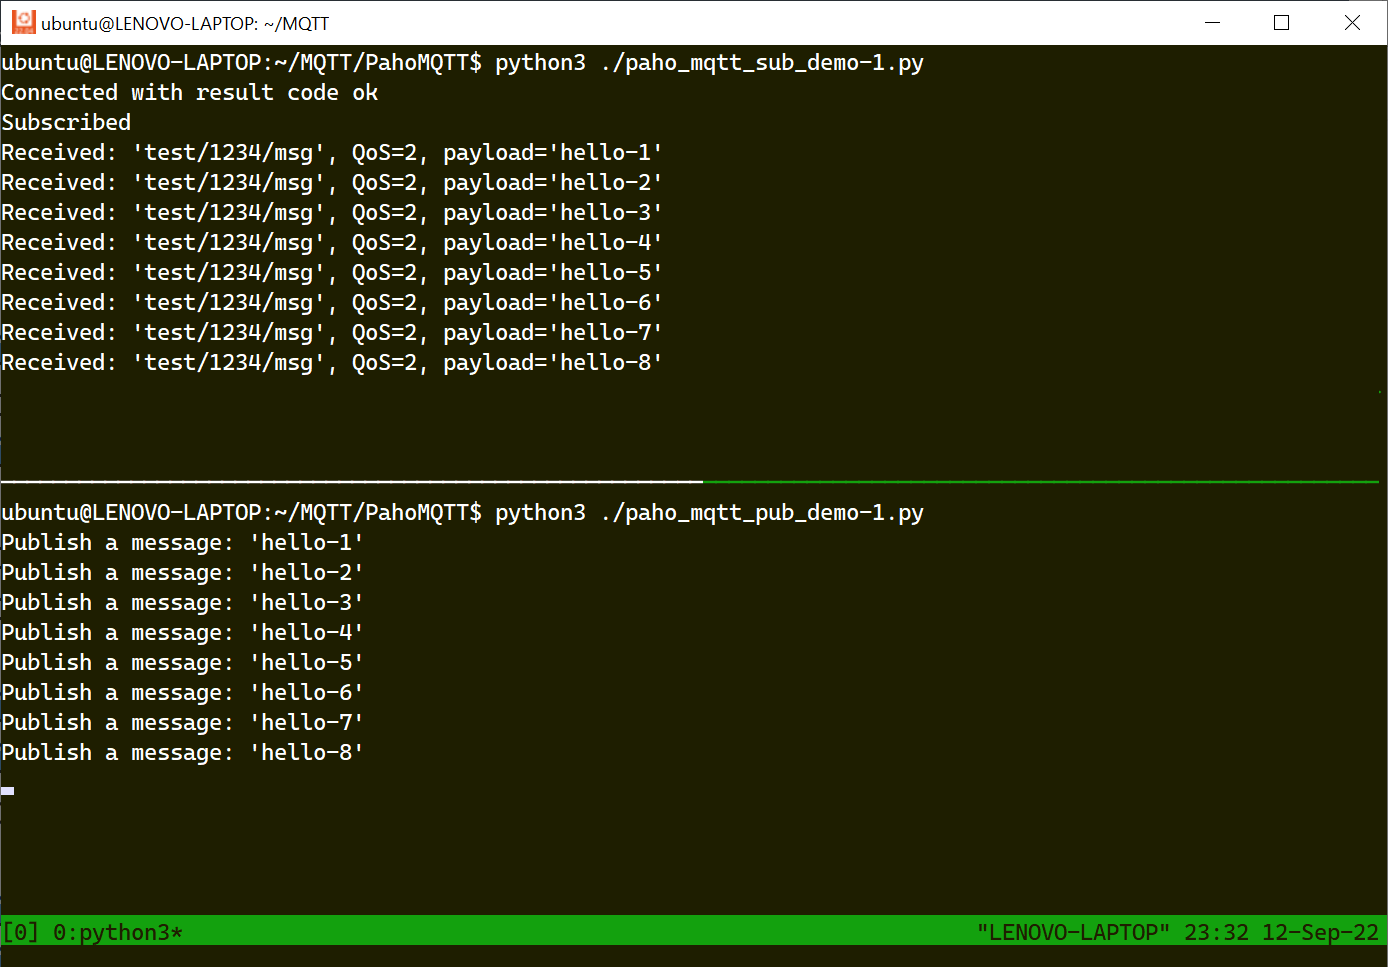 ubuntu@LENOVO-LAPTOP: ~/MQTT
ubuntu@LENOVO-LAPTOP:~/MQTT/PahoMQTT$ python3 ./paho_mqtt_sub_demo-1.py
Connected with result code ok
Subscribed
Received: 'test/1234/msg', QoS=2, payload='hello-1'
Received: 'test/1234/msg', QoS=2, payload='hello-2'
Received: 'test/1234/msg', QoS=2, payload='hello-3'
Received: 'test/1234/msg', QoS=2, payload='hello-4'
Received: 'test/1234/msg', QoS=2, payload='hello-5'
Received: 'test/1234/msg', QoS=2, payload='hello-6'
Received: 'test/1234/msg', QoS=2, payload='hello-7'
Received: 'test/1234/msg', QoS=2, payload='hello-8'
ubuntu@LENOVO-LAPTOP:~/MQTT/PahoMQTT$ python3 ./paho_mqtt_pub_demo-1.py
Publish a message: 'hello-1'
Publish a message: 'hello-2'
Publish a message: 'hello-3'
Publish a message: 'hello-4'
Publish a message: 'hello-5'
Publish a message: 'hello-6'
Publish a message: 'hello-7'
Publish a message: 'hello-8'
[0] 0:python3* "LENOVO-LAPTOP" 23:32 12-Sep-22